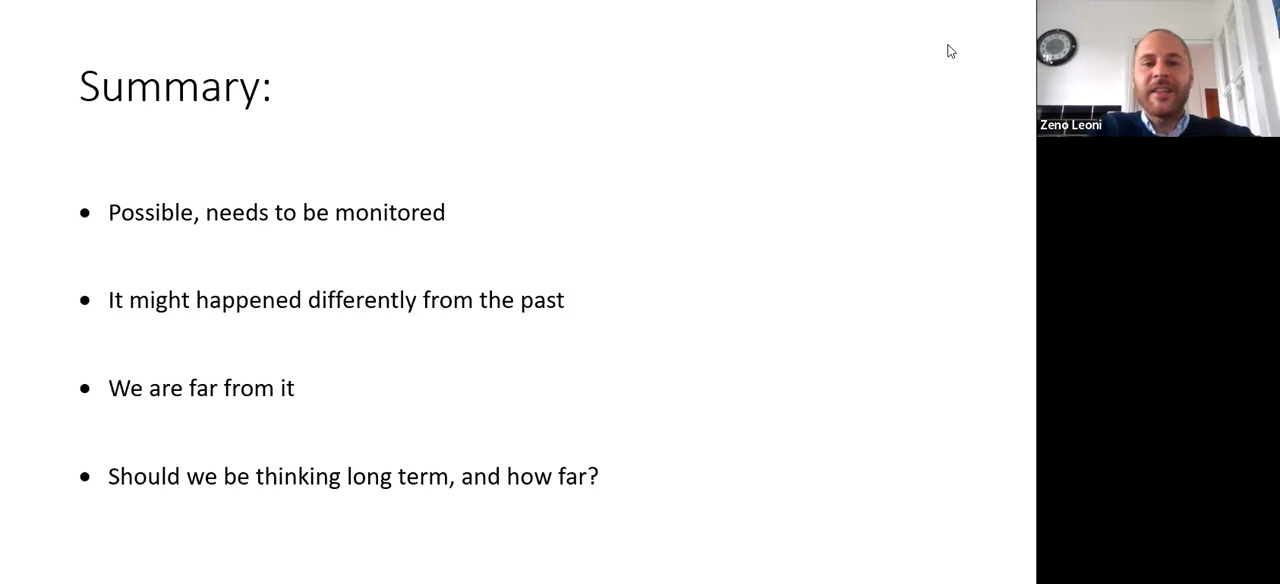 Summary:
• Possible, needs to be monitored
• It might happened differently from the past
• We are far from it
• Should we be thinking long term, and how far?
Zeno Leoni